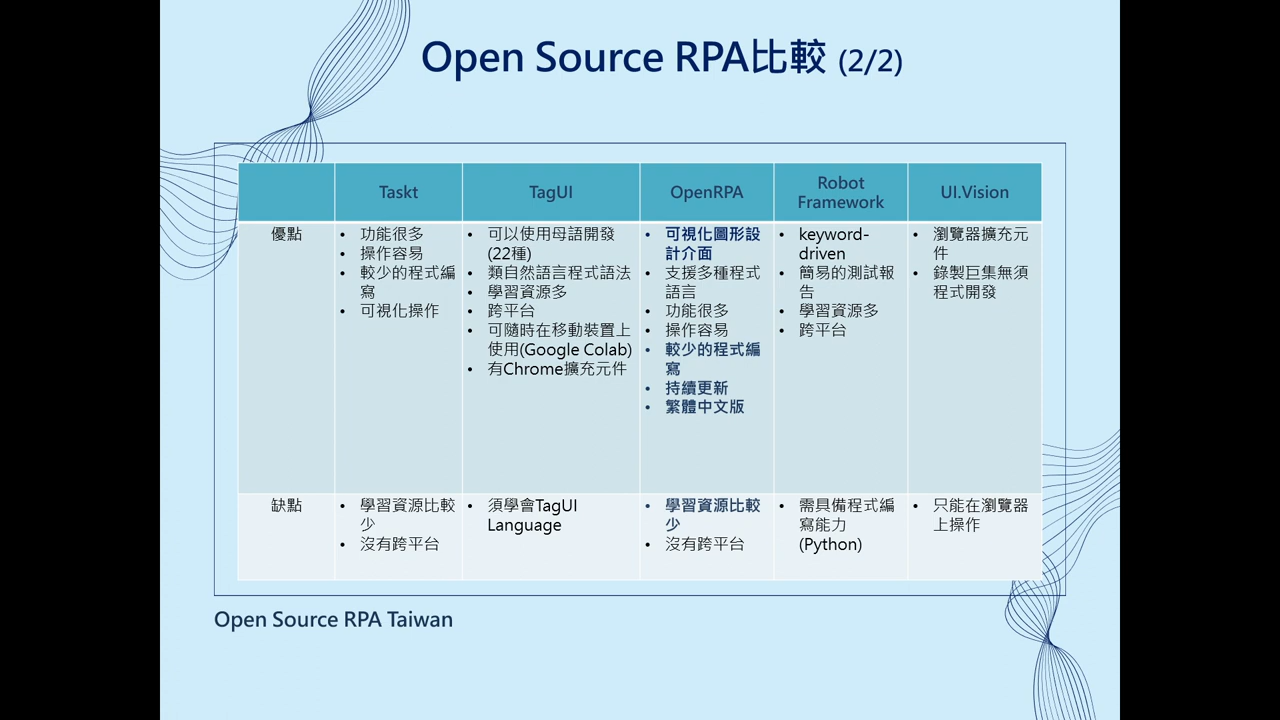 Open Source RPA比較 (2/2)
Taskt
TagUI
OpenRPA
Robot
Framework
UI.Vision
優點
• 功能很多
• 操作容易
• 較少的程式編
寫
• 可視化操作
• 可以使用母語開發
(22種)
• 類自然語言程式語法
• 學習資源多
• 跨平台
• 可隨時在移動裝置上
使用(Google Colab)
• 有Chrome擴充元件
• 可視化圖形設
計介面
• 支援多種程式
語言
• 功能很多
• 操作容易
• 較少的程式編
寫
• 持續更新
• 繁體中文版
• keyword-
driven
• 簡易的測試報
告
• 學習資源多
• 跨平台
• 瀏覽器擴充元
件
• 錄製巨集無須
程式開發
缺點
• 學習資源比較
少
• 沒有跨平台
• 須學會TagUI
Language
• 學習資源比較
少
• 沒有跨平台
• 需具備程式編
寫能力
(Python)
• 只能在瀏覽器
上操作
Open Source RPA Taiwan